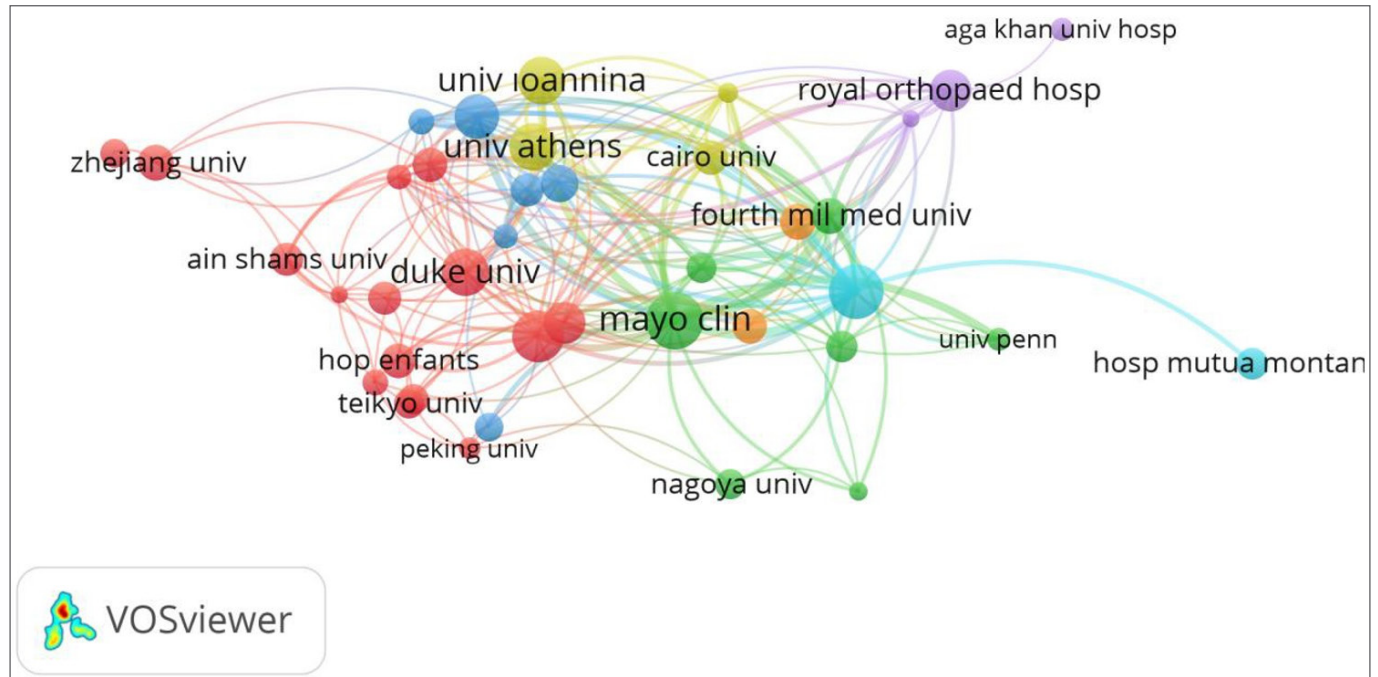 aga khan univ hosp
univ ioannina
royal orthopaed hosp
univ athens
cairo univ
zhejiang univ
fourth mil med univ
ain shams univ
duke univ
mayo clin
univ penn
hop enfants
hosp mutua montan
teikyo univ
peking univ
nagoya univ
VOSviewer